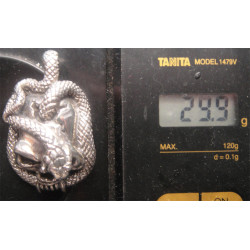 TANITA MODEL 1479V
29.9 g
MAX. 120g
d = 0.1g
ON